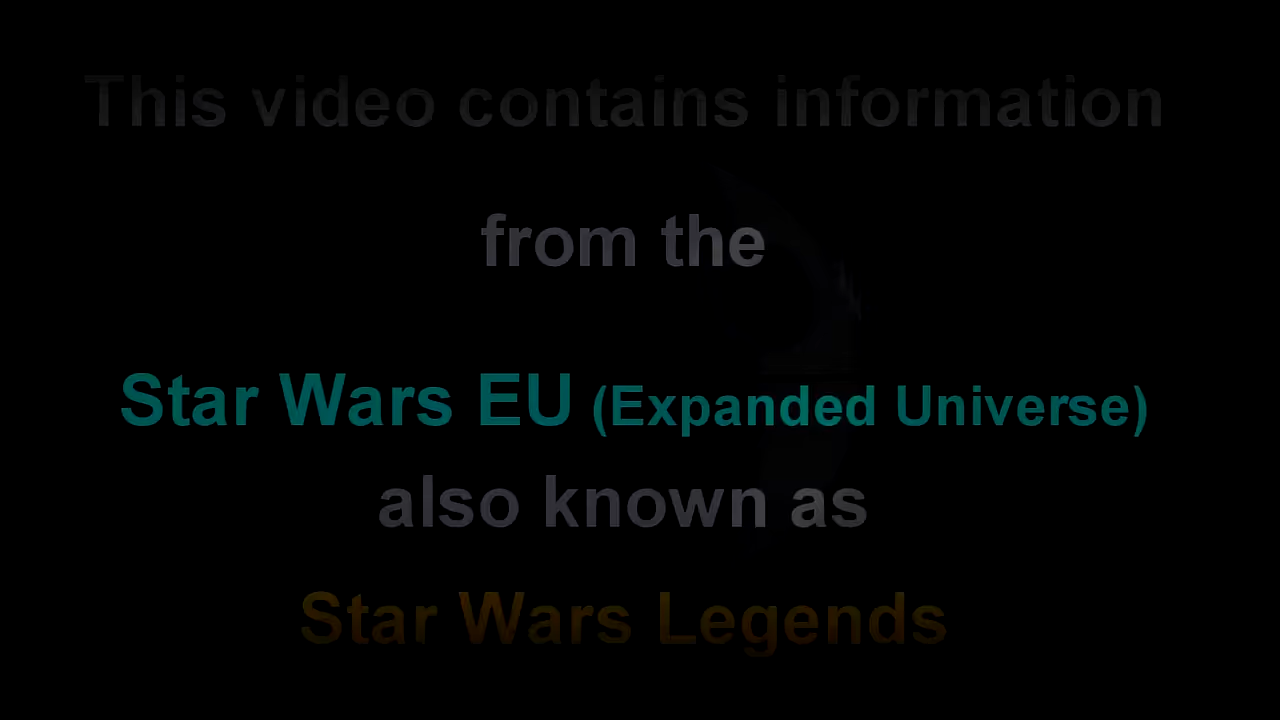 This video contains information
from the
Star Wars EU (Expanded Universe)
also known as
Star Wars Legends